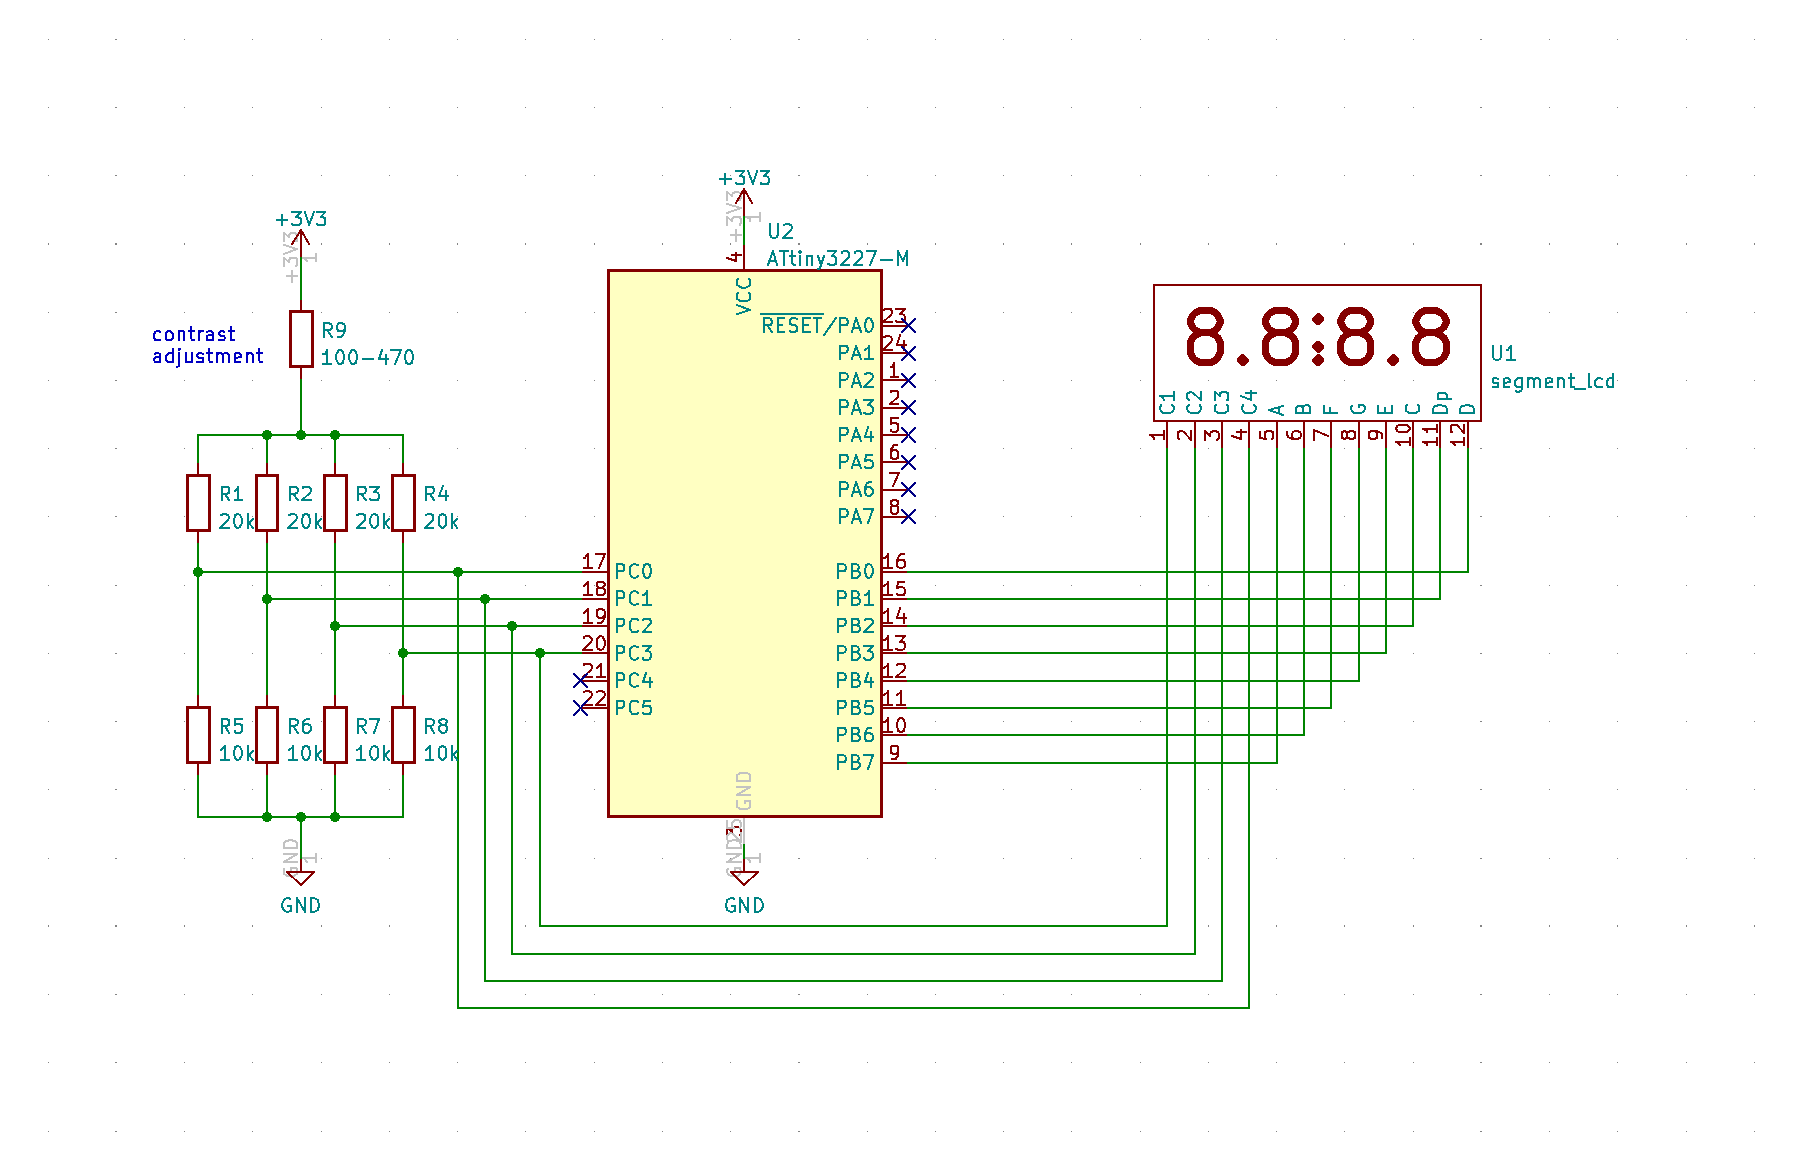 +3V3
+3V3
1
contrast
adjustment
R9
100-470
R1
20k
R2
20k
R3
20k
R4
20k
R5
10k
R6
10k
R7
10k
R8
10k
GND
1
GND
+3V3
+3V3
1
U2
ATtiny3227-M
4
VCC
RESET/PA0
23
PA1
24
PA2
1
PA3
2
PA4
5
PA5
6
PA6
7
PA7
8
17
PC0
18
PC1
19
PC2
20
PC3
21
PC4
22
PC5
PB0
16
PB1
15
PB2
14
PB3
13
PB4
12
PB5
11
PB6
10
PB7
9
GND
GND
1
GND
8.8:8.8
U1
segment_lcd
C1
C2
C3
C4
A
B
F
G
E
C
Dp
D
1
2
3
4
5
6
7
8
9
10
11
12